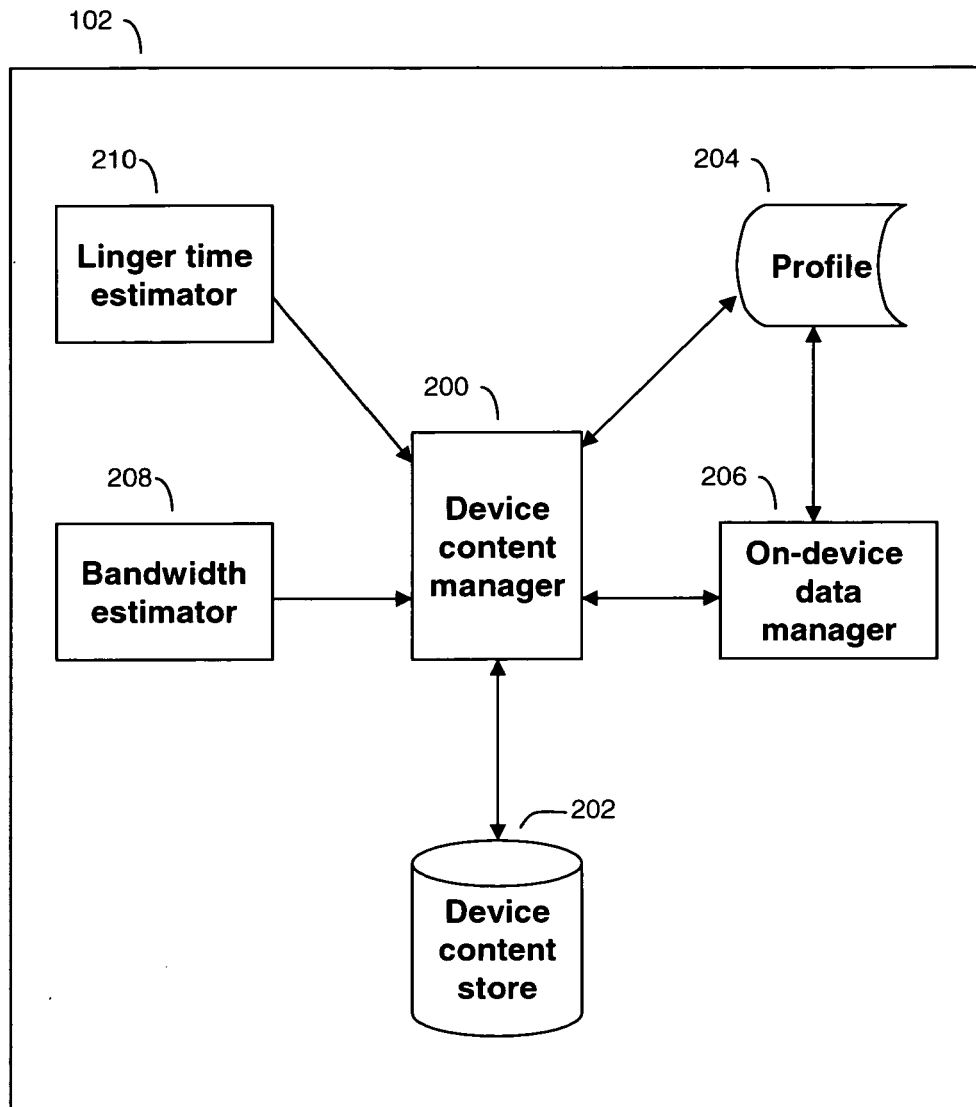 102
210
204
Linger time
estimator
Profile
200
208
206
Device
content
manager
Bandwidth
estimator
On-device
data
manager
202
Device
content
store